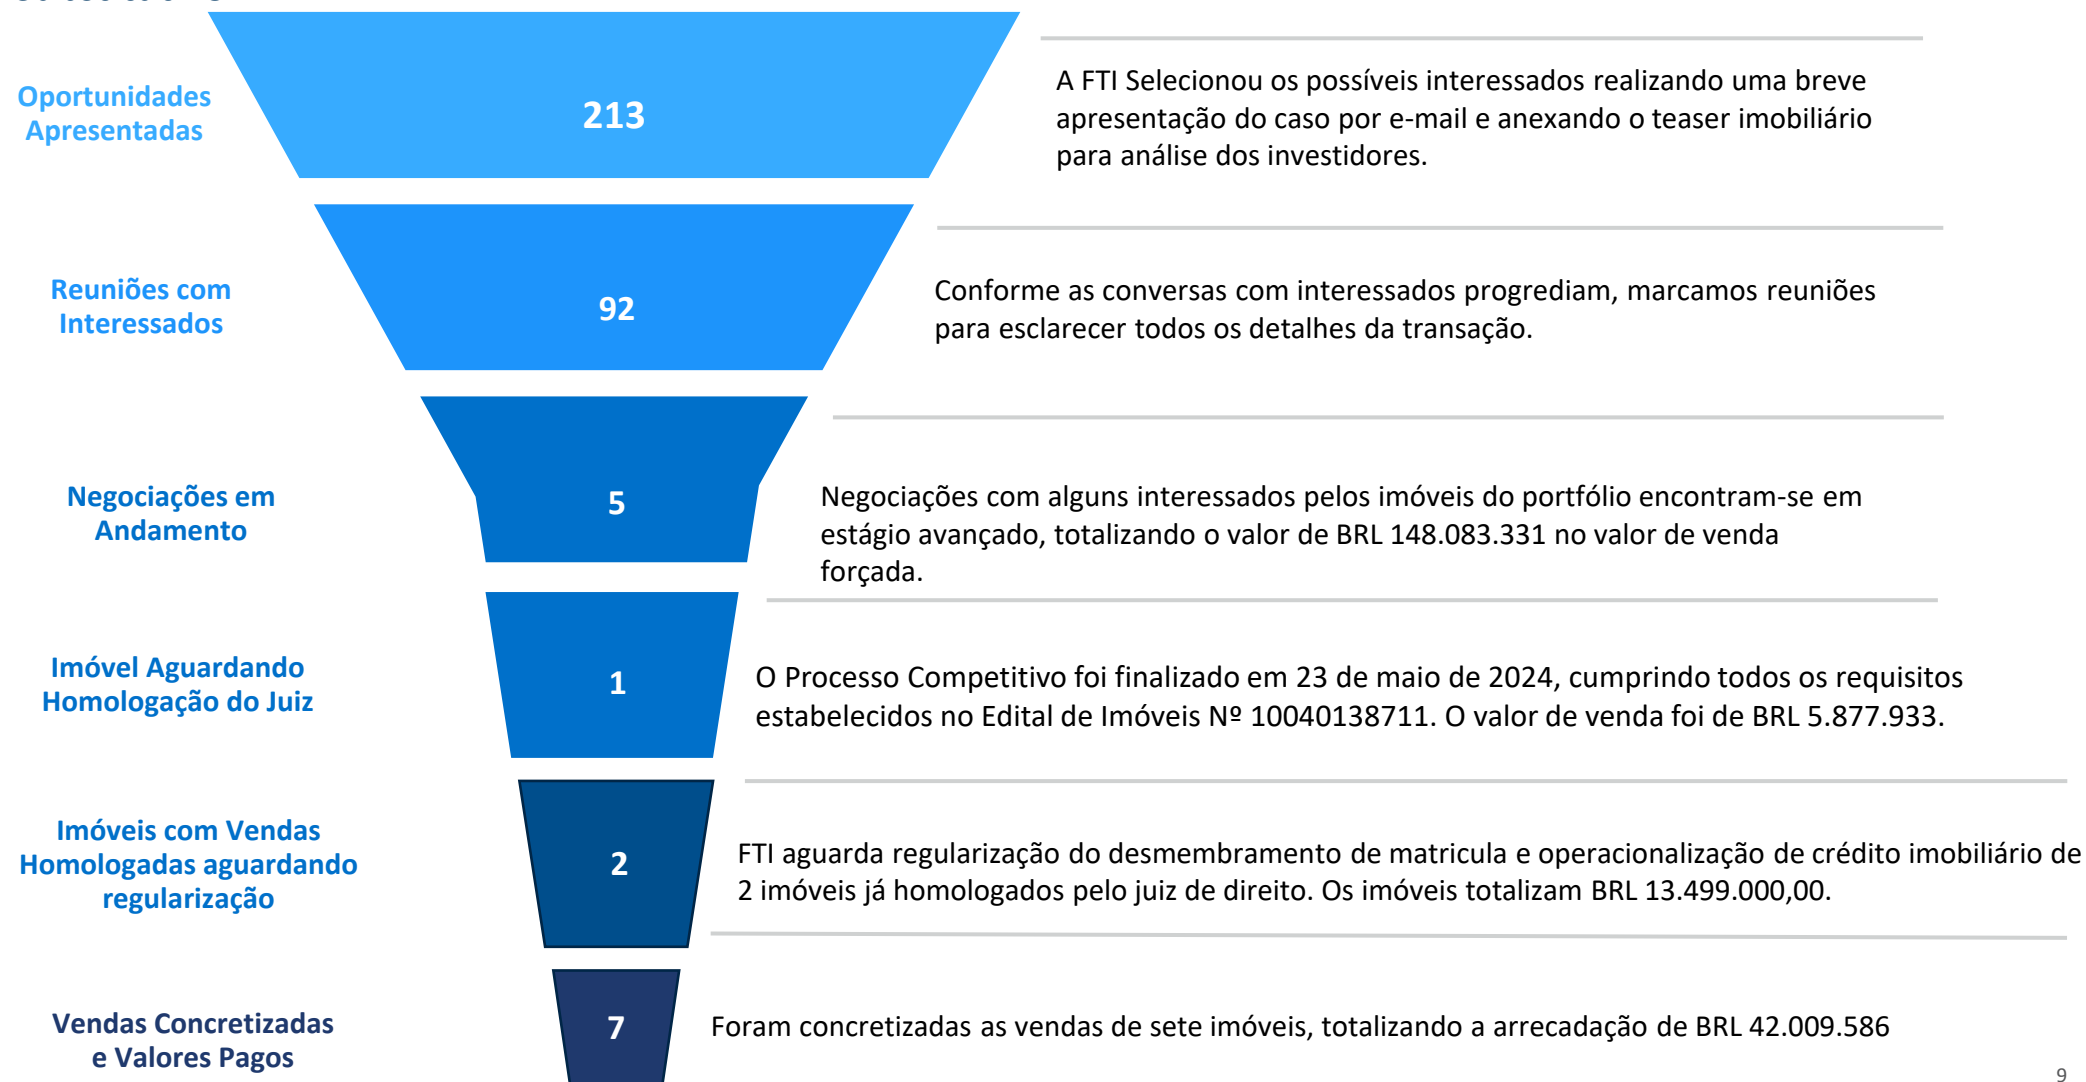 Oportunidades
Apresentadas
213
A FTI Selecionou os possíveis interessados realizando uma breve
apresentação do caso por e-mail e anexando o teaser imobiliário
para análise dos investidores.
Reuniões com
Interessados
92
Conforme as conversas com interessados progrediam, marcamos reuniões
para esclarecer todos os detalhes da transação.
Negociações em
Andamento
5
Negociações com alguns interessados pelos imóveis do portfólio encontram-se em
estágio avançado, totalizando o valor de BRL 148.083.331 no valor de venda
forçada.
Imóvel Aguardando
Homologação do Juiz
1
O Processo Competitivo foi finalizado em 23 de maio de 2024, cumprindo todos os requisitos
estabelecidos no Edital de Imóveis Nº 10040138711. O valor de venda foi de BRL 5.877.933.
Imóveis com Vendas
Homologadas aguardando
regularização
2
FTI aguarda regularização do desmembramento de matricula e operacionalização de crédito imobiliário de
2 imóveis já homologados pelo juiz de direito. Os imóveis totalizam BRL 13.499.000,00.
Vendas Concretizadas
e Valores Pagos
7
Foram concretizadas as vendas de sete imóveis, totalizando a arrecadação de BRL 42.009.586
9